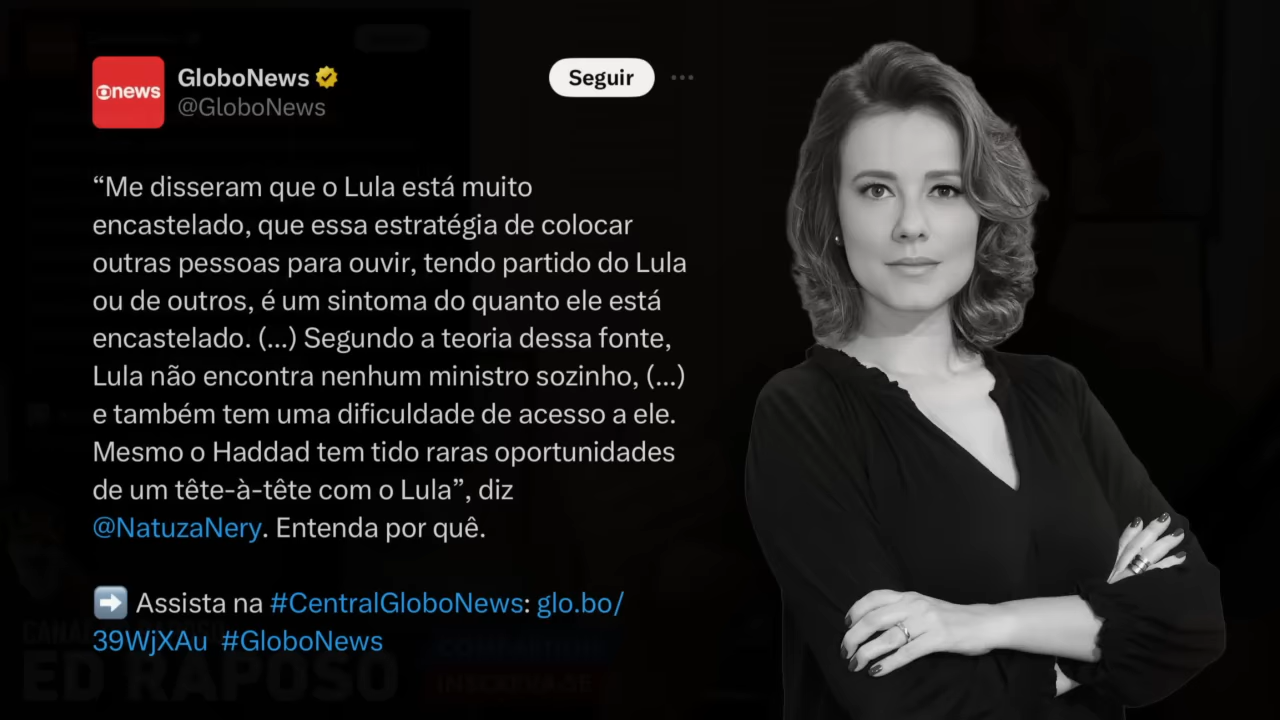 news
GloboNews
@GloboNews
Seguir
“Me disseram que o Lula está muito
encastelado, que essa estratégia de colocar
outras pessoas para ouvir, tendo partido do Lula
ou de outros, é um sintoma do quanto ele está
encastelado. (...) Segundo a teoria dessa fonte,
Lula não encontra nenhum ministro sozinho, (...)
e também tem uma dificuldade de acesso a ele.
Mesmo o Haddad tem tido raras oportunidades
de um tête-à-tête com o Lula”, diz
@NatuzaNery. Entenda por quê.
➡️ Assista na #CentralGloboNews: glo.bo/
39WjXAu #GloboNews
ED RAPOSO
INSCREVA-SE